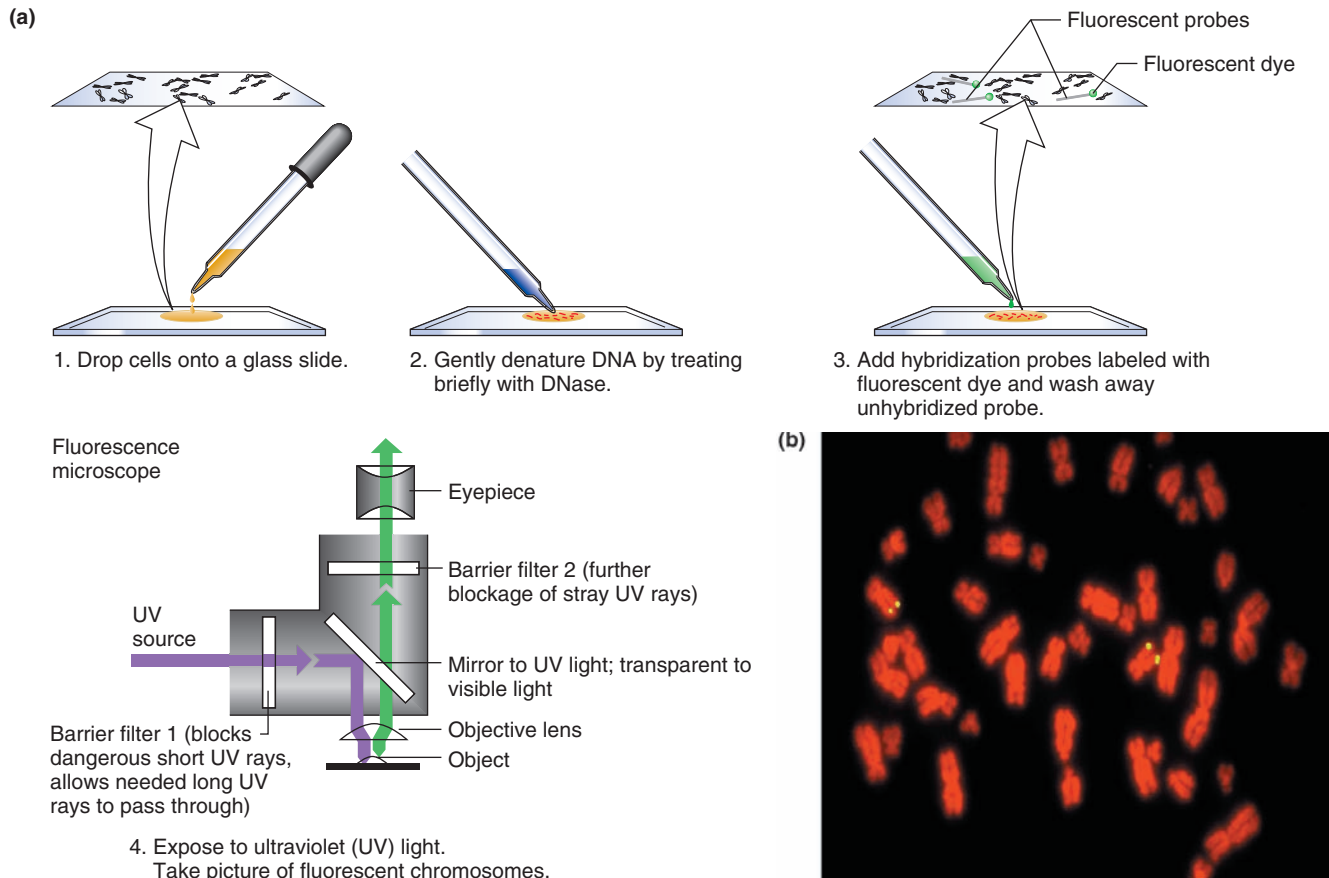 (a)
Fluorescent probes
Fluorescent dye
1. Drop cells onto a glass slide.
2. Gently denature DNA by treating
briefly with DNase.
3. Add hybridization probes labeled with
fluorescent dye and wash away
unhybridized probe.
Fluorescence
microscope
Eyepiece
Barrier filter 2 (further
blockage of stray UV rays)
UV
source
Mirror to UV light; transparent to
visible light
Barrier filter 1 (blocks
dangerous short UV rays,
allows needed long UV
rays to pass through)
Objective lens
Object
4. Expose to ultraviolet (UV) light.
Take picture of fluorescent chromosomes.
(b)